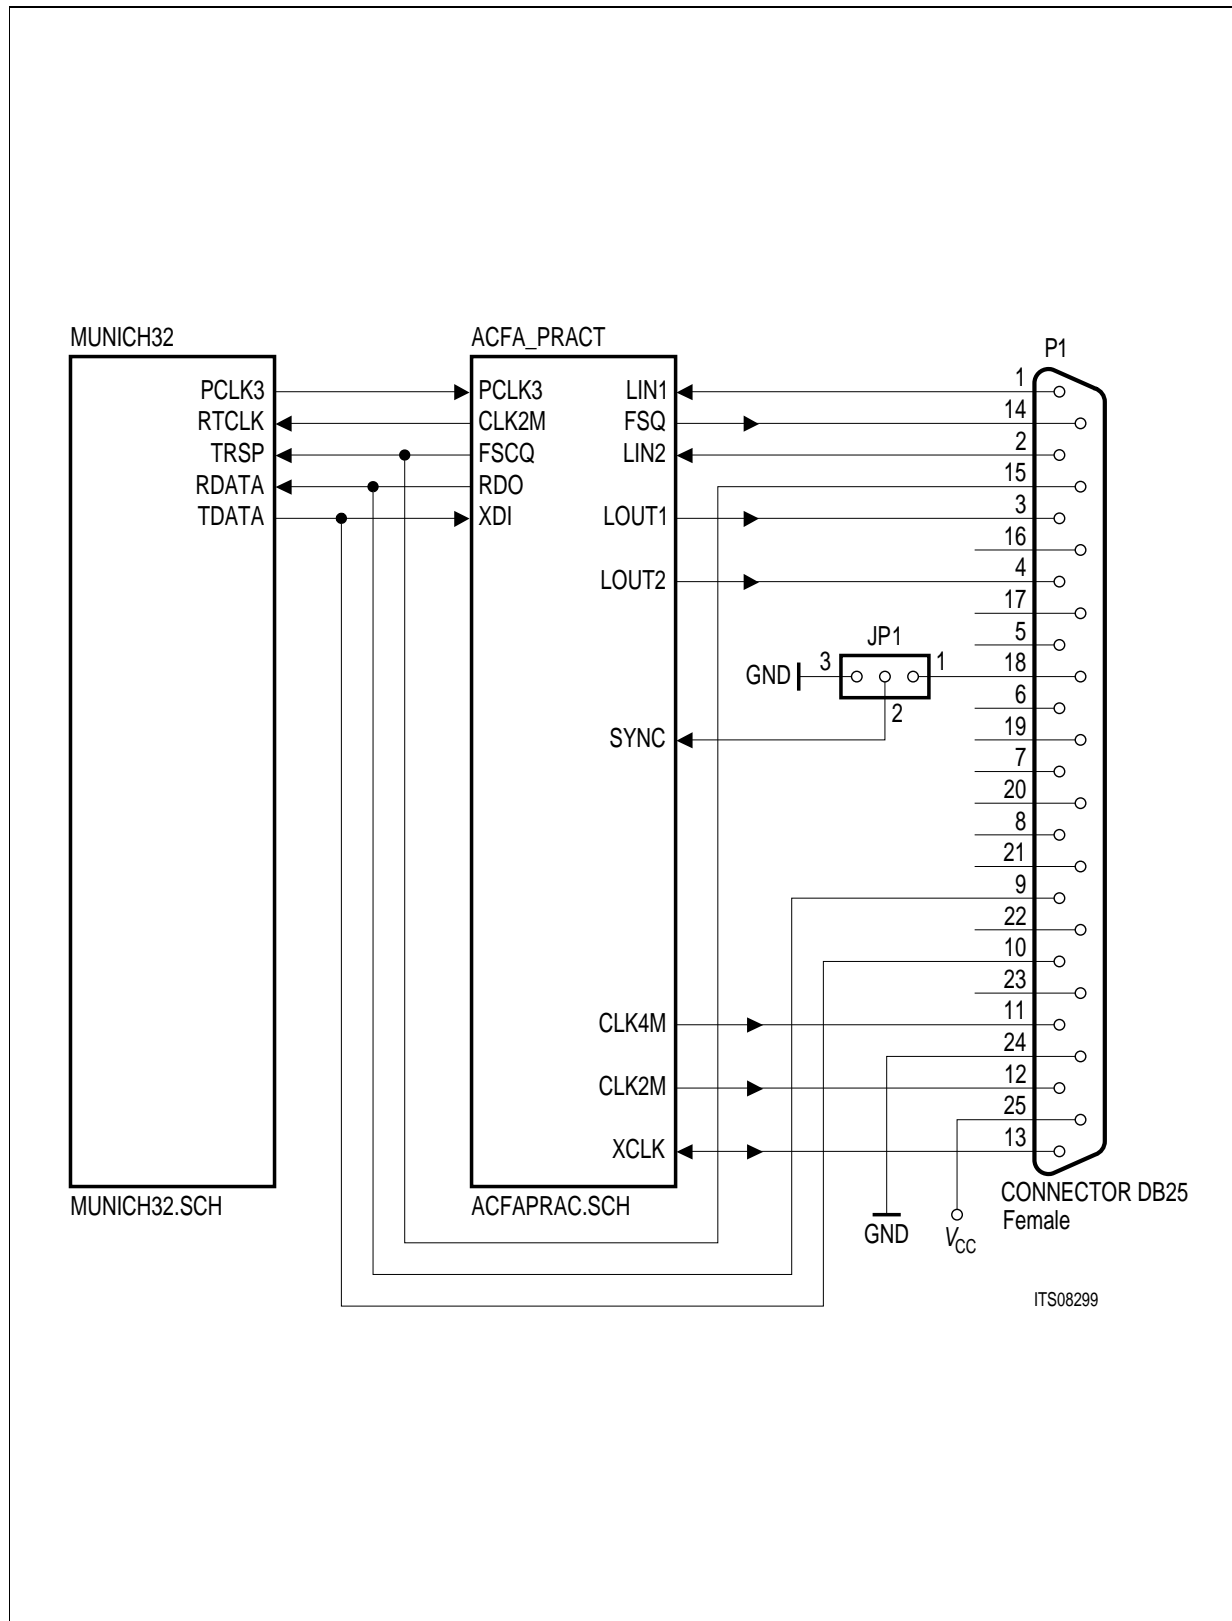 MUNICH32
ACFA_PRACT
P1
PCLK3
RTCLK
TRSP
RDATA
TDATA
PCLK3
CLK2M
FSCQ
RDO
XDI
LIN1
FSQ
LIN2
LOUT1
LOUT2
SYNC
CLK4M
CLK2M
XCLK
GND
3
JP1
1
2
1
14
2
15
3
16
4
17
5
18
6
19
7
20
8
21
9
22
10
23
11
24
12
25
13
MUNICH32.SCH
ACFAPRAC.SCH
GND
VCC
CONNECTOR DB25
Female
ITS08299